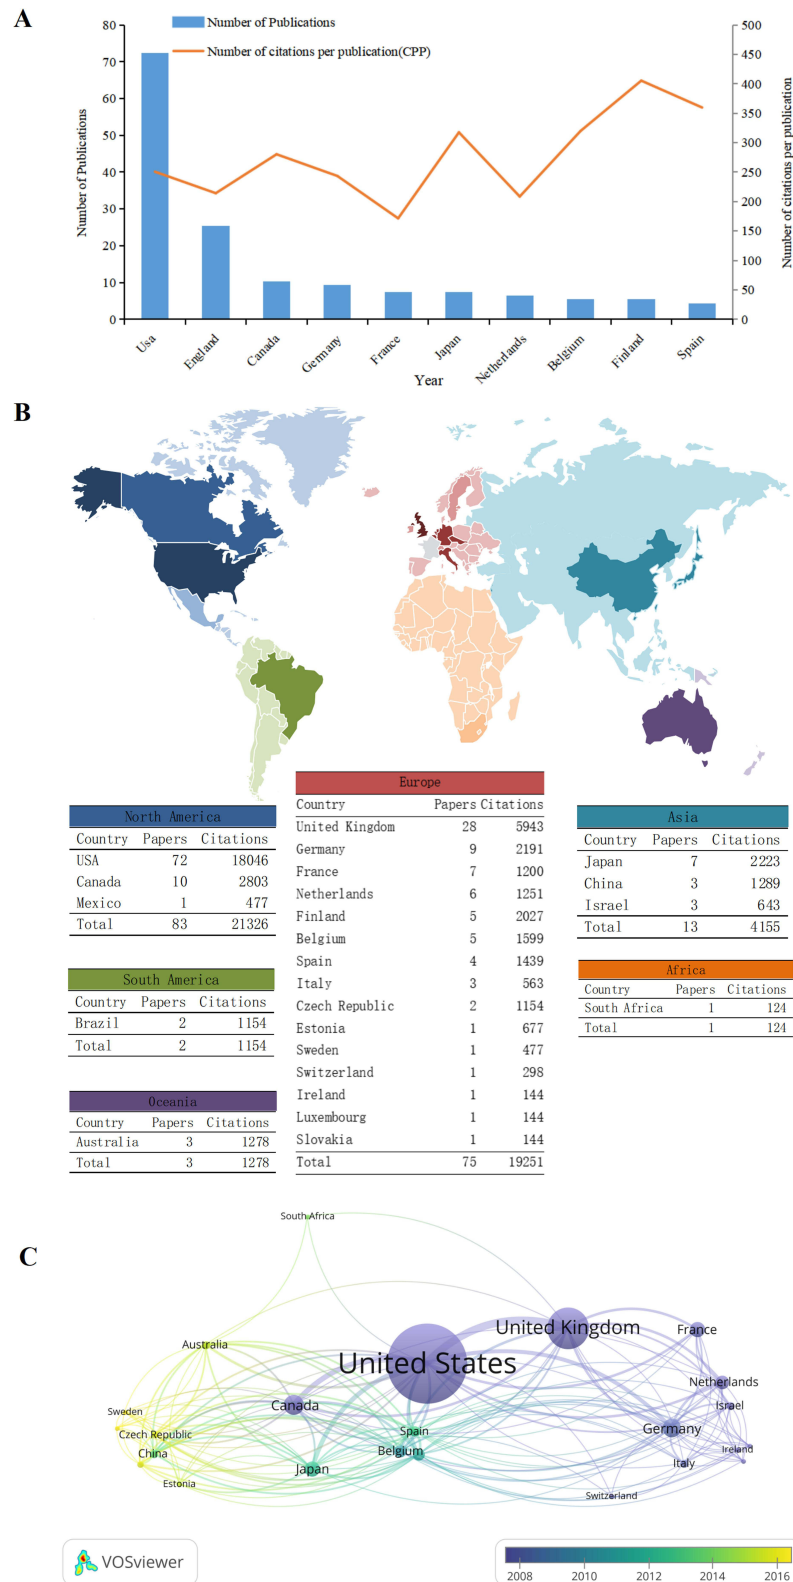 A
Number of Publications
Number of citations per publication(CPP)
80
70
60
50
40
30
20
10
0
500
450
400
350
300
250
200
150
100
50
0
Number of Publications
Number of citations per publication
Usa
England
Canada
Germany
France
Japan
Netherlands
Belgium
Finland
Spain
Year
B
North America
Country Papers Citations
USA 72 18046
Canada 10 2803
Mexico 1 477
Total 83 21326
South America
Country Papers Citations
Brazil 2 1154
Total 2 1154
Oceania
Country Papers Citations
Australia 3 1278
Total 3 1278
Europe
Country Papers Citations
United Kingdom 28 5943
Germany 9 2191
France 7 1200
Netherlands 6 1251
Finland 5 2027
Belgium 5 1599
Spain 4 1439
Italy 3 563
Czech Republic 2 1154
Estonia 1 677
Sweden 1 477
Switzerland 1 298
Ireland 1 144
Luxembourg 1 144
Slovakia 1 144
Total 75 19251
Asia
Country Papers Citations
Japan 7 2223
China 3 1289
Israel 3 643
Total 13 4155
Africa
Country Papers Citations
South Africa 1 124
Total 1 124
C
South Africa
United Kingdom
France
Australia
United States
Netherlands
Canada
Israel
Sweden
Czech Republic
Spain
Germany
China
Belgium
Ireland
Japan
Italy
Estonia
Switzerland
VOSviewer
2008 2010 2012 2014 2016